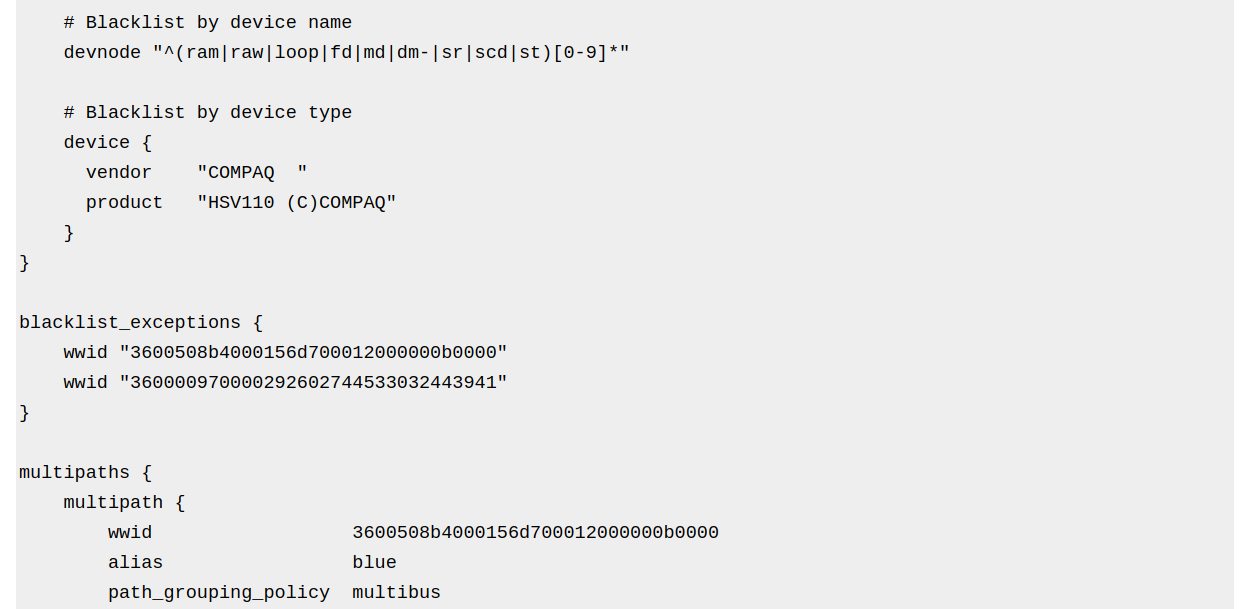 # Blacklist by device name
    devnode "^(ram|raw|loop|fd|md|dm-|sr|scd|st)[0-9]*"

    # Blacklist by device type
    device {
      vendor    "COMPAQ  "
      product   "HSV110 (C)COMPAQ"
    }
}

blacklist_exceptions {
    wwid "3600508b4000156d700012000000b0000"
    wwid "360000970000292602744533032443941"
}

multipaths {
    multipath {
        wwid                  3600508b4000156d700012000000b0000
        alias                 blue
        path_grouping_policy  multibus